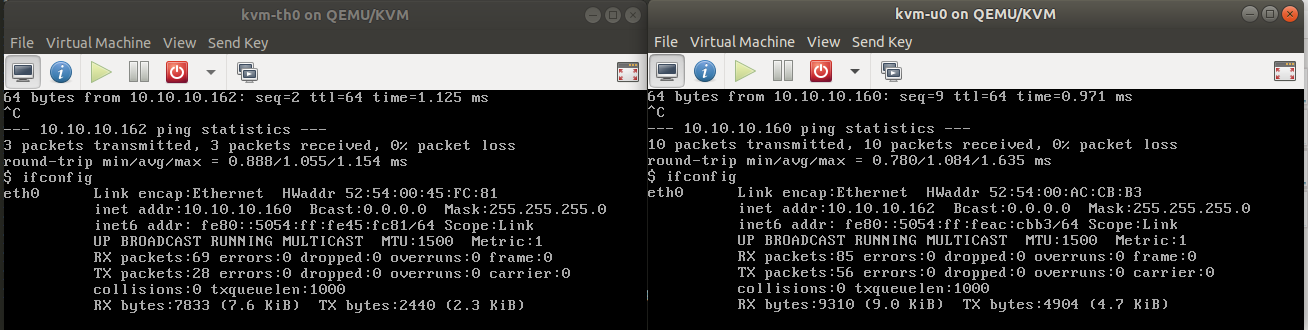 kvm-th0 on QEMU/KVM
File Virtual Machine View Send Key
64 bytes from 10.10.10.162: seq=2 ttl=64 time=1.125 ms
^C
--- 10.10.10.162 ping statistics ---
3 packets transmitted, 3 packets received, 0% packet loss
round-trip min/avg/max = 0.888/1.055/1.154 ms
$ ifconfig
eth0 Link encap:Ethernet HWaddr 52:54:00:45:FC:81
inet addr:10.10.10.160 Bcast:0.0.0.0 Mask:255.255.255.0
inet6 addr: fe80::5054:ff:fe45:fc81/64 Scope:Link
UP BROADCAST RUNNING MULTICAST MTU:1500 Metric:1
RX packets:69 errors:0 dropped:0 overruns:0 frame:0
TX packets:28 errors:0 dropped:0 overruns:0 carrier:0
collisions:0 txqueuelen:1000
RX bytes:7833 (7.6 KiB) TX bytes:2440 (2.3 KiB)
kvm-u0 on QEMU/KVM
File Virtual Machine View Send Key
64 bytes from 10.10.10.160: seq=9 ttl=64 time=0.971 ms
^C
--- 10.10.10.160 ping statistics ---
10 packets transmitted, 10 packets received, 0% packet loss
round-trip min/avg/max = 0.780/1.084/1.635 ms
$ ifconfig
eth0 Link encap:Ethernet HWaddr 52:54:00:AC:CB:B3
inet addr:10.10.10.162 Bcast:0.0.0.0 Mask:255.255.255.0
inet6 addr: fe80::5054:ff:feac:cbb3/64 Scope:Link
UP BROADCAST RUNNING MULTICAST MTU:1500 Metric:1
RX packets:85 errors:0 dropped:0 overruns:0 frame:0
TX packets:56 errors:0 dropped:0 overruns:0 carrier:0
collisions:0 txqueuelen:1000
RX bytes:9310 (9.0 KiB) TX bytes:4904 (4.7 KiB)